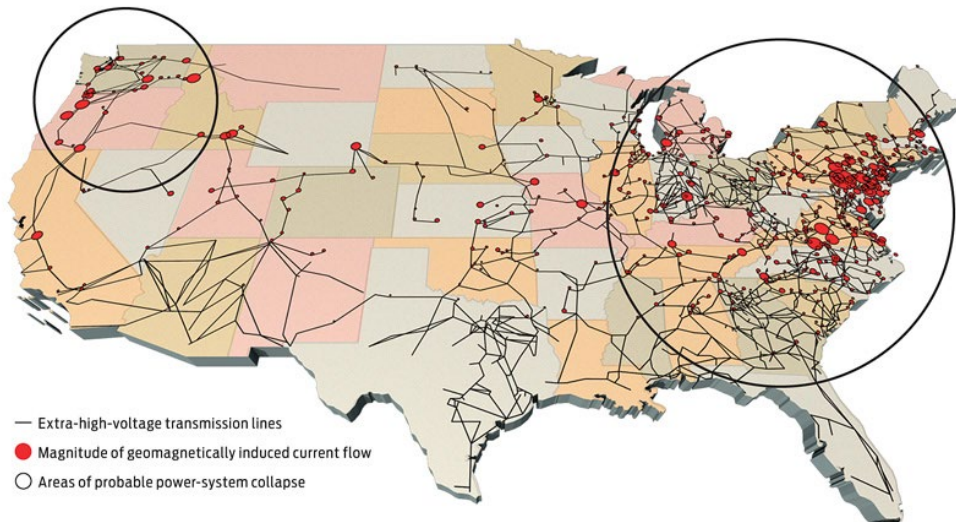 Extra-high-voltage transmission lines
Magnitude of geomagnetically induced current flow
Areas of probable power-system collapse